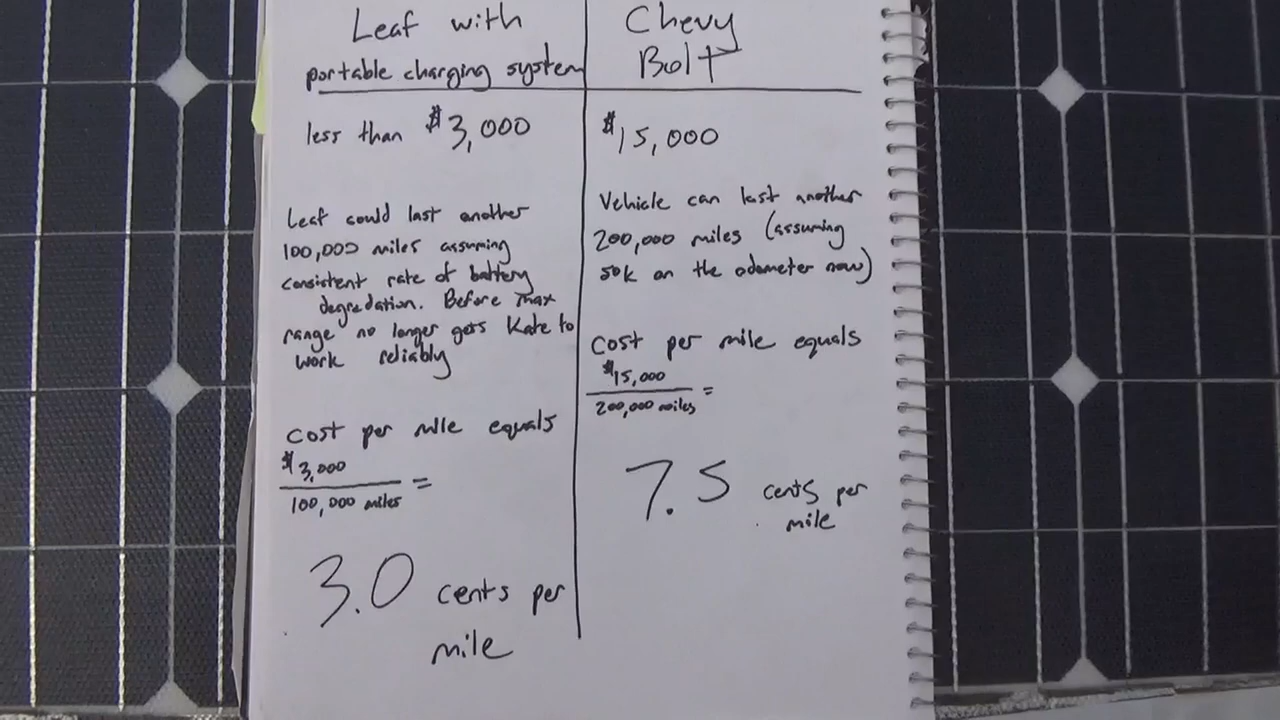 Leaf with
portable charging system
less than $3,000
Leaf could last another
100,000 miles assuming
consistent rate of battery
degredation. Before max
range no longer gets Kate to
work reliably
cost per mile equals
$3,000
100,000 miles
=
3.0 cents per
mile
Chevy
Bolt
$15,000
Vehicle can last another
200,000 miles (assuming
50k on the odometer now)
cost per mile equals
$15,000
200,000 miles
=
7.5 cents per
mile